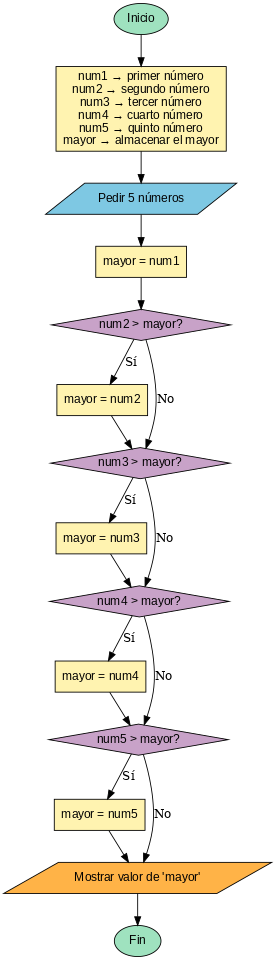 Inicio
num1 → primer número
num2 → segundo número
num3 → tercer número
num4 → cuarto número
num5 → quinto número
mayor → almacenar el mayor
Pedir 5 números
mayor = num1
num2 > mayor?
Sí
mayor = num2
No
num3 > mayor?
Sí
mayor = num3
No
num4 > mayor?
Sí
mayor = num4
No
num5 > mayor?
Sí
mayor = num5
No
Mostrar valor de 'mayor'
Fin